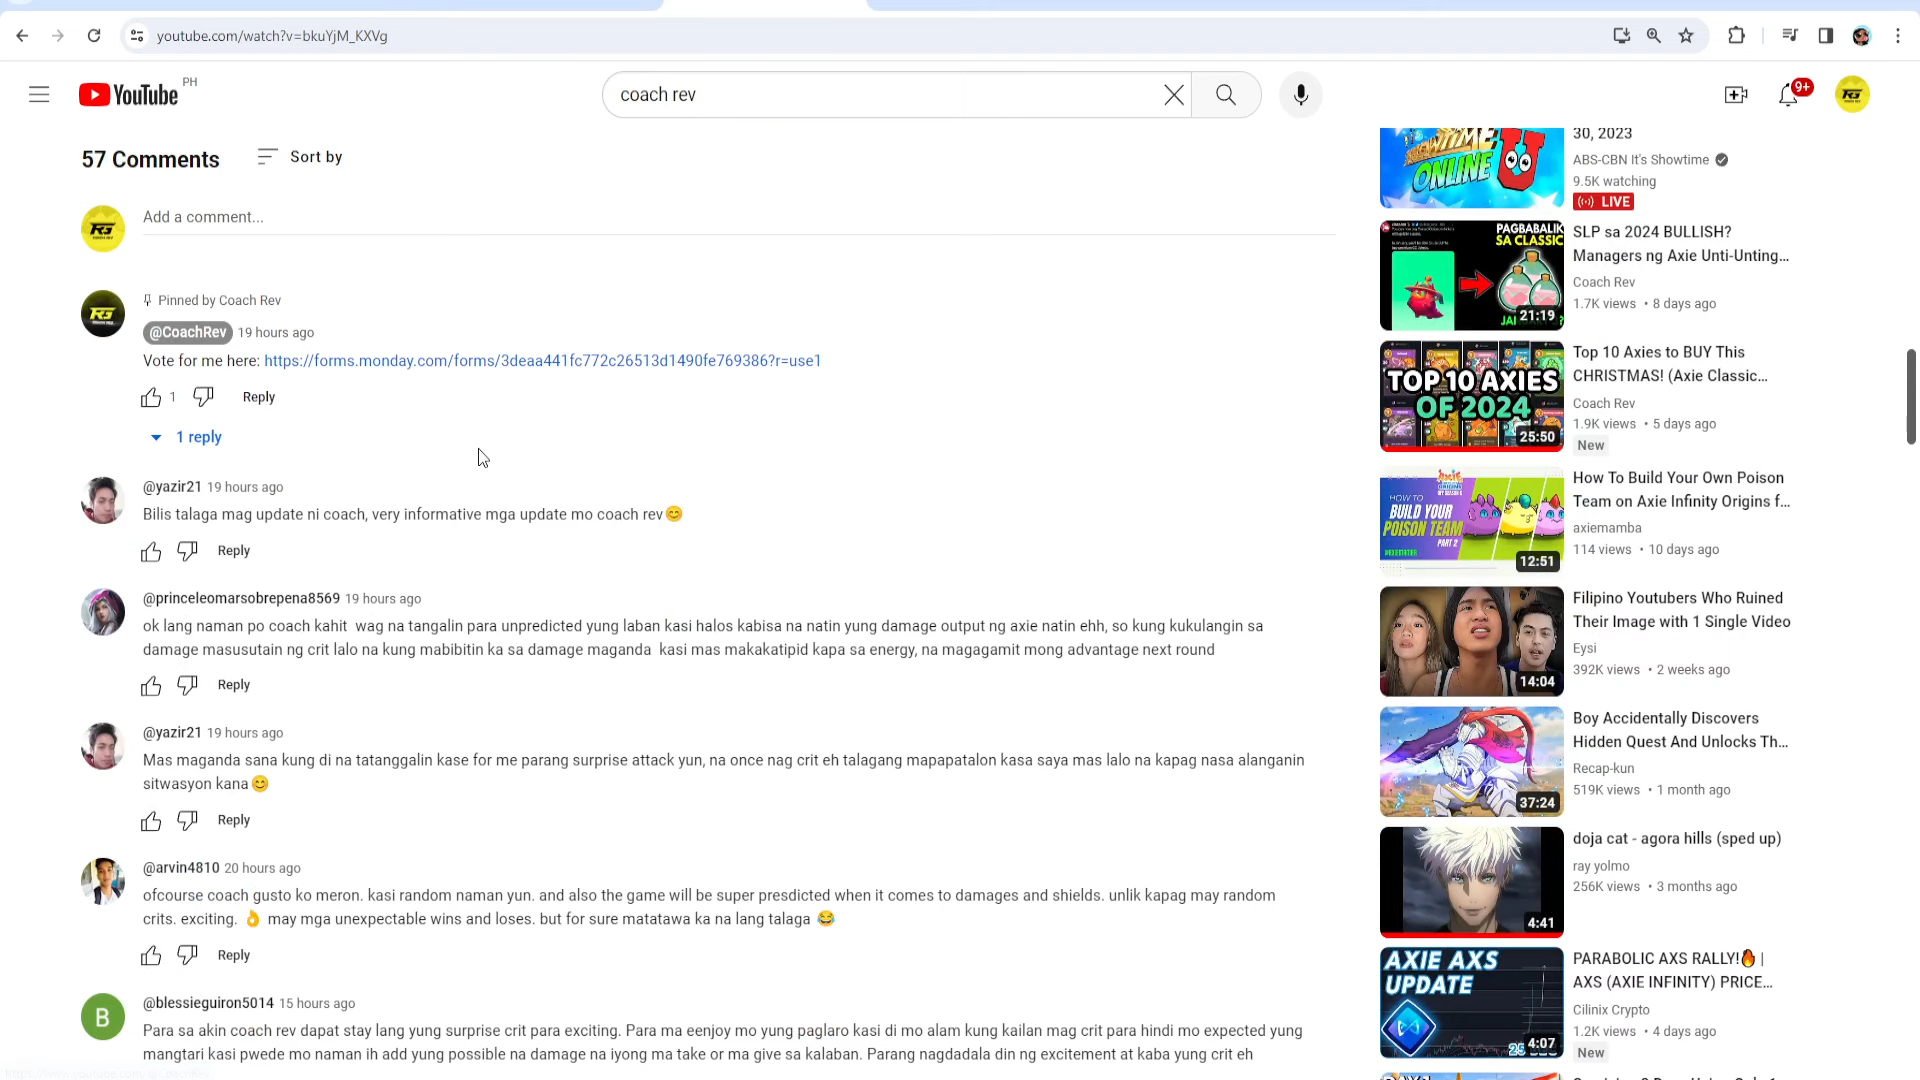 youtube.com/watch?v=bkuYjM_KXVg
YouTube PH
coach rev
9+
57 Comments
Sort by
Add a comment...
Pinned by Coach Rev
@CoachRev 19 hours ago
Vote for me here: https://forms.monday.com/forms/3deaa441fc772c26513d1490fe769386?r=use1
1
Reply
1 reply
@yazir21 19 hours ago
Bilis talaga mag update ni coach, very informative mga update mo coach rev😊
Reply
@princeleomarsobrepena8569 19 hours ago
ok lang naman po coach kahit wag na tangalin para unpredicted yung laban kasi halos kabisa na natin yung damage output ng axie natin ehh, so kung kukulangin sa
damage masusutain ng crit lalo na kung mabibitin ka sa damage maganda kasi mas makakatipid kapa sa energy, na magagamit mong advantage next round
Reply
@yazir21 19 hours ago
Mas maganda sana kung di na tatanggalin kase for me parang surprise attack yun, na once nag crit eh talagang mapapatalon kasa saya mas lalo na kapag nasa alanganin
sitwasyon kana😊
Reply
@arvin4810 20 hours ago
ofcourse coach gusto ko meron. kasi random naman yun. and also the game will be super presdicted when it comes to damages and shields. unlik kapag may random
crits. exciting. 👌 may mga unexpectable wins and loses. but for sure matatawa ka na lang talaga 😂
Reply
B
@blessieguiron5014 15 hours ago
Para sa akin coach rev dapat stay lang yung surprise crit para exciting. Para ma eenjoy mo yung paglaro kasi di mo alam kung kailan mag crit para hindi mo expected yung
mangtari kasi pwede mo naman ih add yung possible na damage na iyong ma take or ma give sa kalaban. Parang nagdadala din ng excitement at kaba yung crit eh
ONLINE U
30, 2023
ABS-CBN It's Showtime
9.5K watching
LIVE
PAGBABALIK
SA CLASSIC
21:19
SLP sa 2024 BULLISH?
Managers ng Axie Unti-Unting...
Coach Rev
1.7K views • 8 days ago
TOP 10 AXIES
OF 2024
25:50
Top 10 Axies to BUY This
CHRISTMAS! (Axie Classic...
Coach Rev
1.9K views • 5 days ago
New
HOW TO
BUILD YOUR
POISON TEAM
PART 2
12:51
How To Build Your Own Poison
Team on Axie Infinity Origins f...
axiemamba
114 views • 10 days ago
14:04
Filipino Youtubers Who Ruined
Their Image with 1 Single Video
Eysi
392K views • 2 weeks ago
37:24
Boy Accidentally Discovers
Hidden Quest And Unlocks Th...
Recap-kun
519K views • 1 month ago
4:41
doja cat - agora hills (sped up)
ray yolmo
256K views • 3 months ago
AXIE AXS
UPDATE
4:07
PARABOLIC AXS RALLY!🔥 |
AXS (AXIE INFINITY) PRICE...
Cilinix Crypto
1.2K views • 4 days ago
New